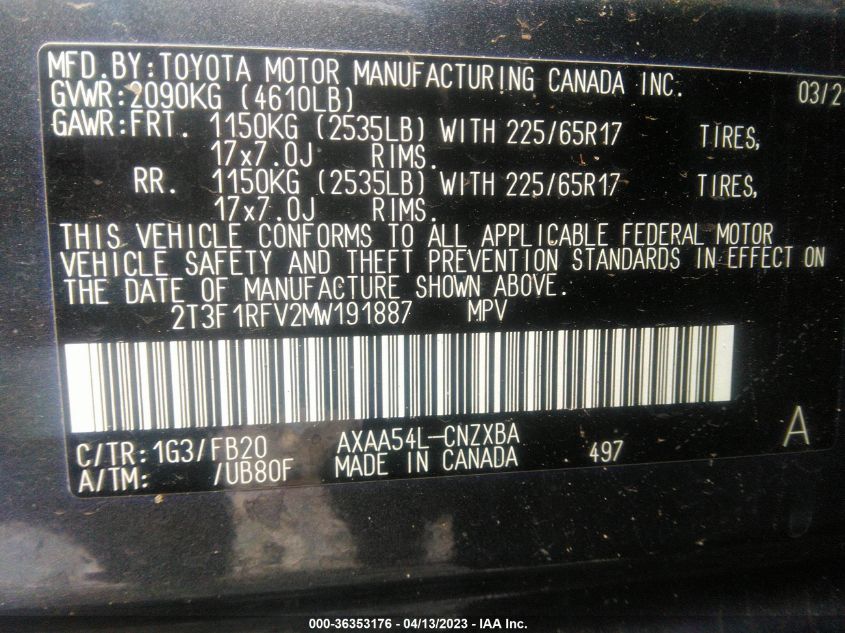 MFD.BY:TOYOTA MOTOR MANUFACTURING CANADA INC. 03/2
GVWR:2090KG (4610LB)
GAWR:FRT. 1150KG (2535LB) WITH 225/65R17 TIRES,
17x7.0J RIMS.
RR. 1150KG (2535LB) WITH 225/65R17 TIRES,
17x7.0J RIMS.
THIS VEHICLE CONFORMS TO ALL APPLICABLE FEDERAL MOTOR
VEHICLE SAFETY AND THEFT PREVENTION STANDARDS IN EFFECT ON
THE DATE OF MANUFACTURE SHOWN ABOVE.
2T3F1RFV2MW191887 MPV
C/TR:1G3/FB20 AXAA54L-CNZXBA 497 A
A/TM: /UB80F MADE IN CANADA
000-36353176 - 04/13/2023 - IAA Inc.